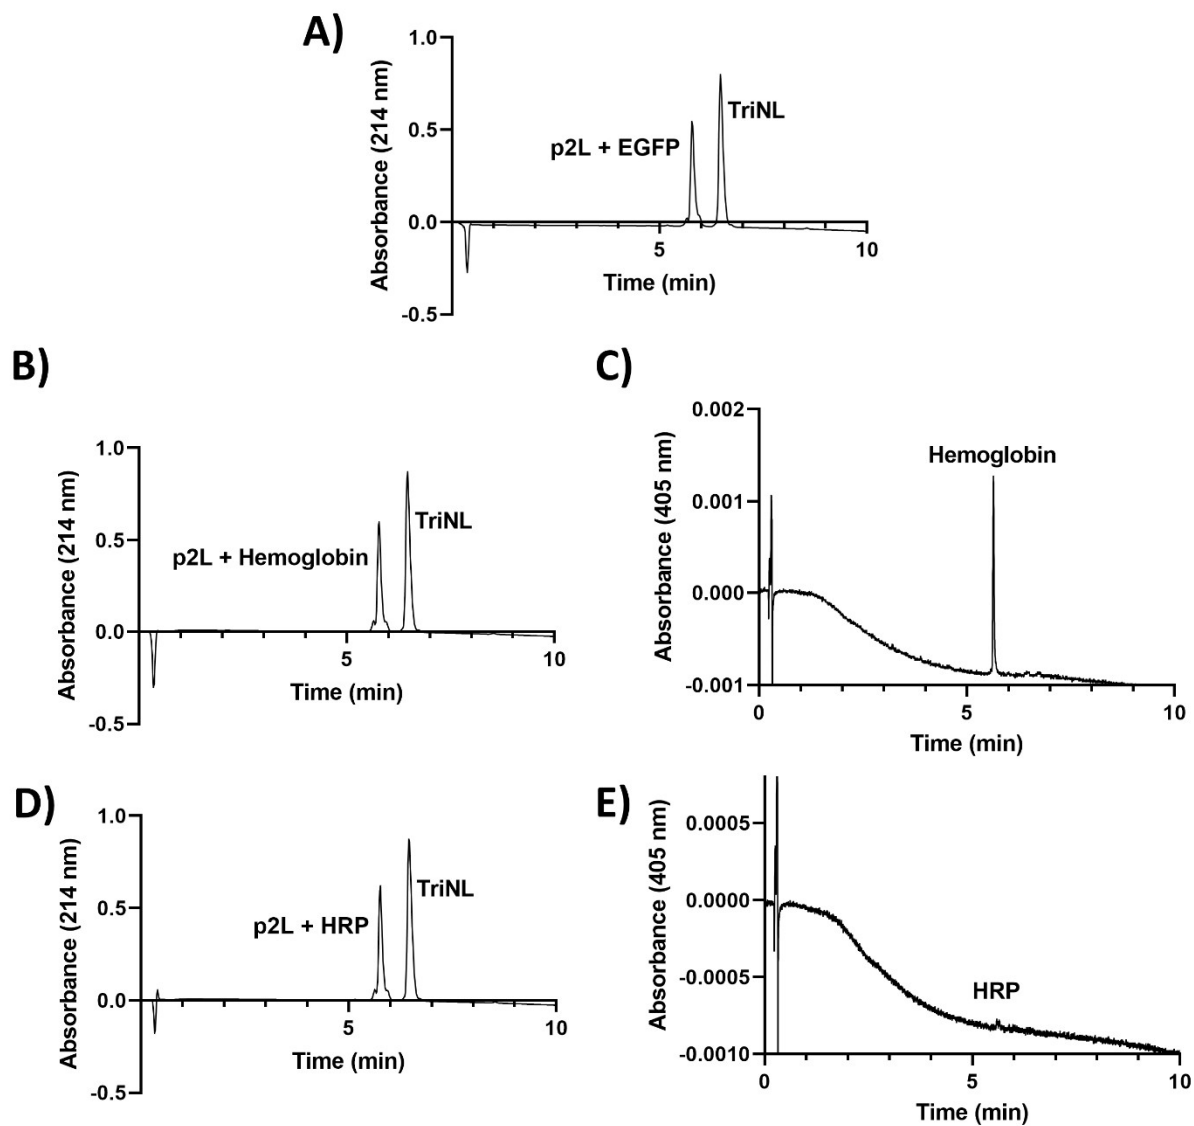 A)
1.0
0.5
0.0
-0.5
Absorbance (214 nm)
p2L + EGFP
TriNL
5
10
Time (min)
B)
1.0
0.5
0.0
-0.5
Absorbance (214 nm)
p2L + Hemoglobin
TriNL
5
10
Time (min)
C)
0.002
0.001
0.000
-0.001
Absorbance (405 nm)
Hemoglobin
0
5
10
Time (min)
D)
1.0
0.5
0.0
-0.5
Absorbance (214 nm)
p2L + HRP
TriNL
5
10
Time (min)
E)
0.0005
0.0000
-0.0005
-0.0010
Absorbance (405 nm)
HRP
0
5
10
Time (min)